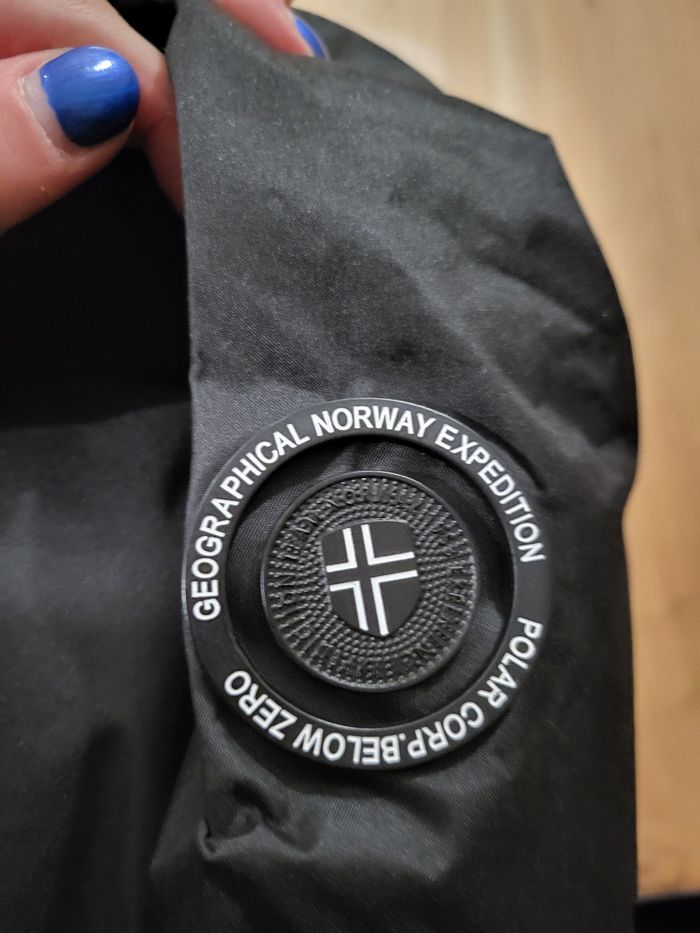 GEOGRAPHICAL NORWAY EXPEDITION
POLAR CORP.BELOW ZERO